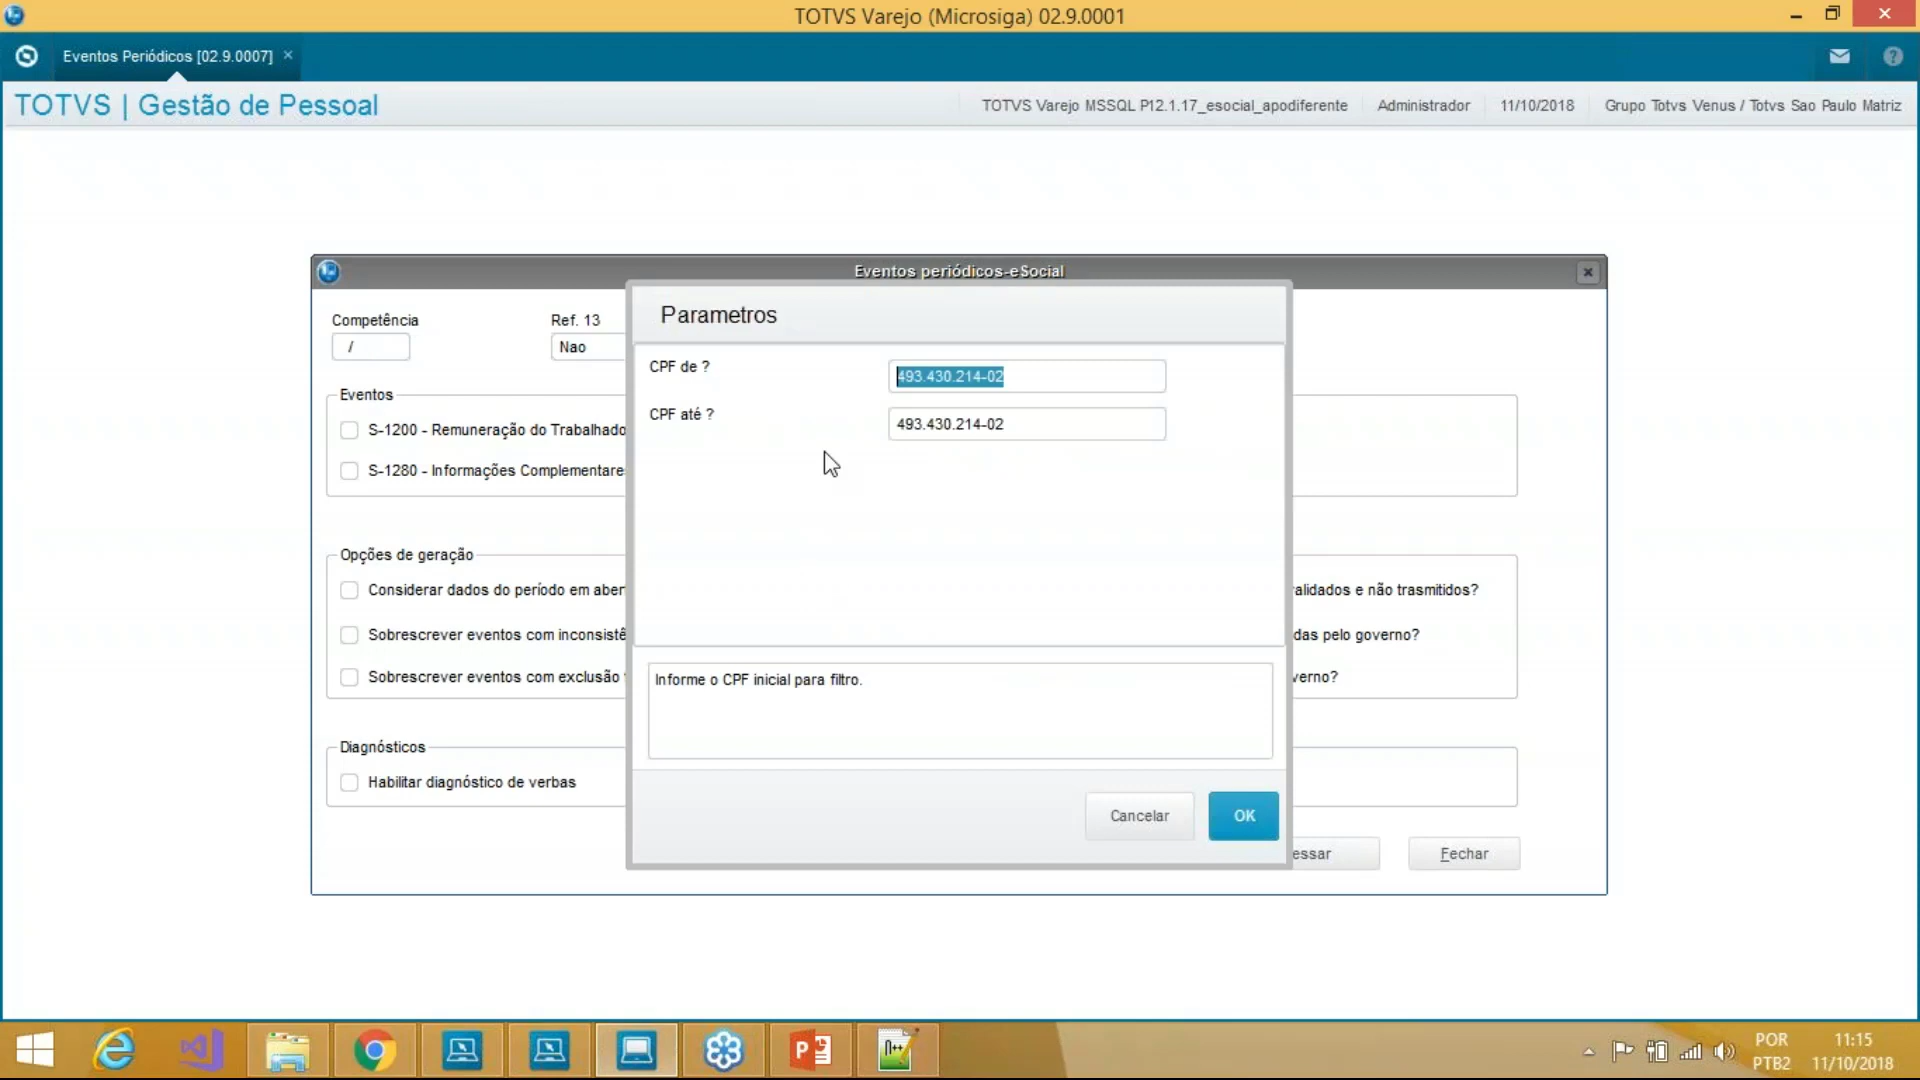 TOTVS Varejo (Microsiga) 02.9.0001
Eventos Periódicos [02.9.0007]
TOTVS | Gestão de Pessoal
TOTVS Varejo MSSQL P12.1.17_esocial_apodiferente
Administrador
11/10/2018
Grupo Totvs Venus / Totvs Sao Paulo Matriz
Eventos periódicos-eSocial
Competência
/
Ref. 13
Nao
Eventos
S-1200 - Remuneração do Trabalhado
S-1280 - Informações Complementare
Opções de geração
Considerar dados do período em aber
alidados e não trasmitidos?
Sobrescrever eventos com inconsistê
das pelo governo?
Sobrescrever eventos com exclusão
verno?
Diagnósticos
Habilitar diagnóstico de verbas
essar
Fechar
Parametros
CPF de ?
493.430.214-02
CPF até ?
493.430.214-02
Informe o CPF inicial para filtro.
Cancelar
OK
POR
PTB2
11:15
11/10/2018